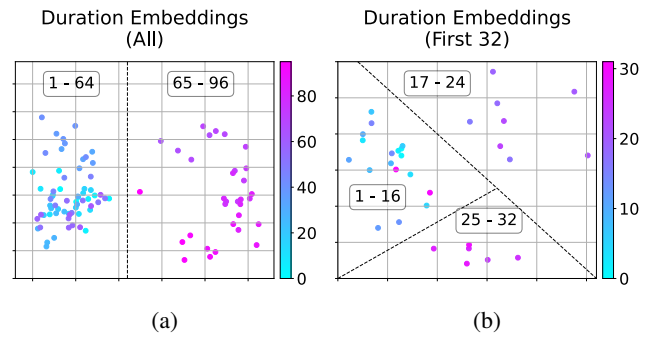 Duration Embeddings
(All)
1 - 64
65 - 96
80
60
40
20
0
(a)
Duration Embeddings
(First 32)
17 - 24
1 - 16
25 - 32
30
20
10
0
(b)